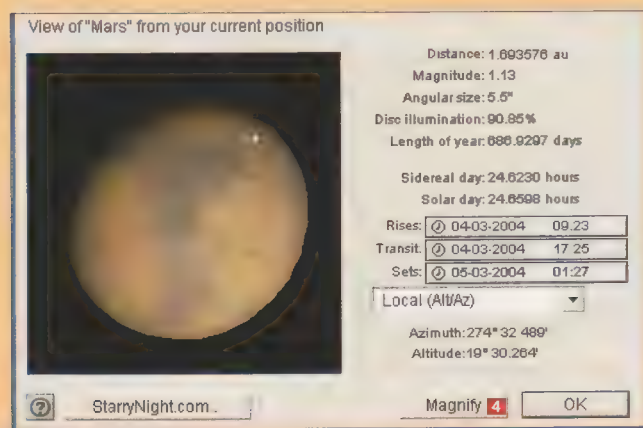 View of "Mars" from your current position
Distance: 1.693576 au
Magnitude: 1.13
Angular size: 5.5"
Disc illumination: 90.85%
Length of year: 686.9297 days
Sidereal day: 24.6230 hours
Solar day: 24.6598 hours
Rises: 04-03-2004 09.23
Transit. 04-03-2004 17 25
Sets: 05-03-2004 01:27
Local (Alt/Az)
Azimuth: 274° 32 489'
Altitude: 19° 30.264'
? StarryNight.com.. Magnify 4 OK